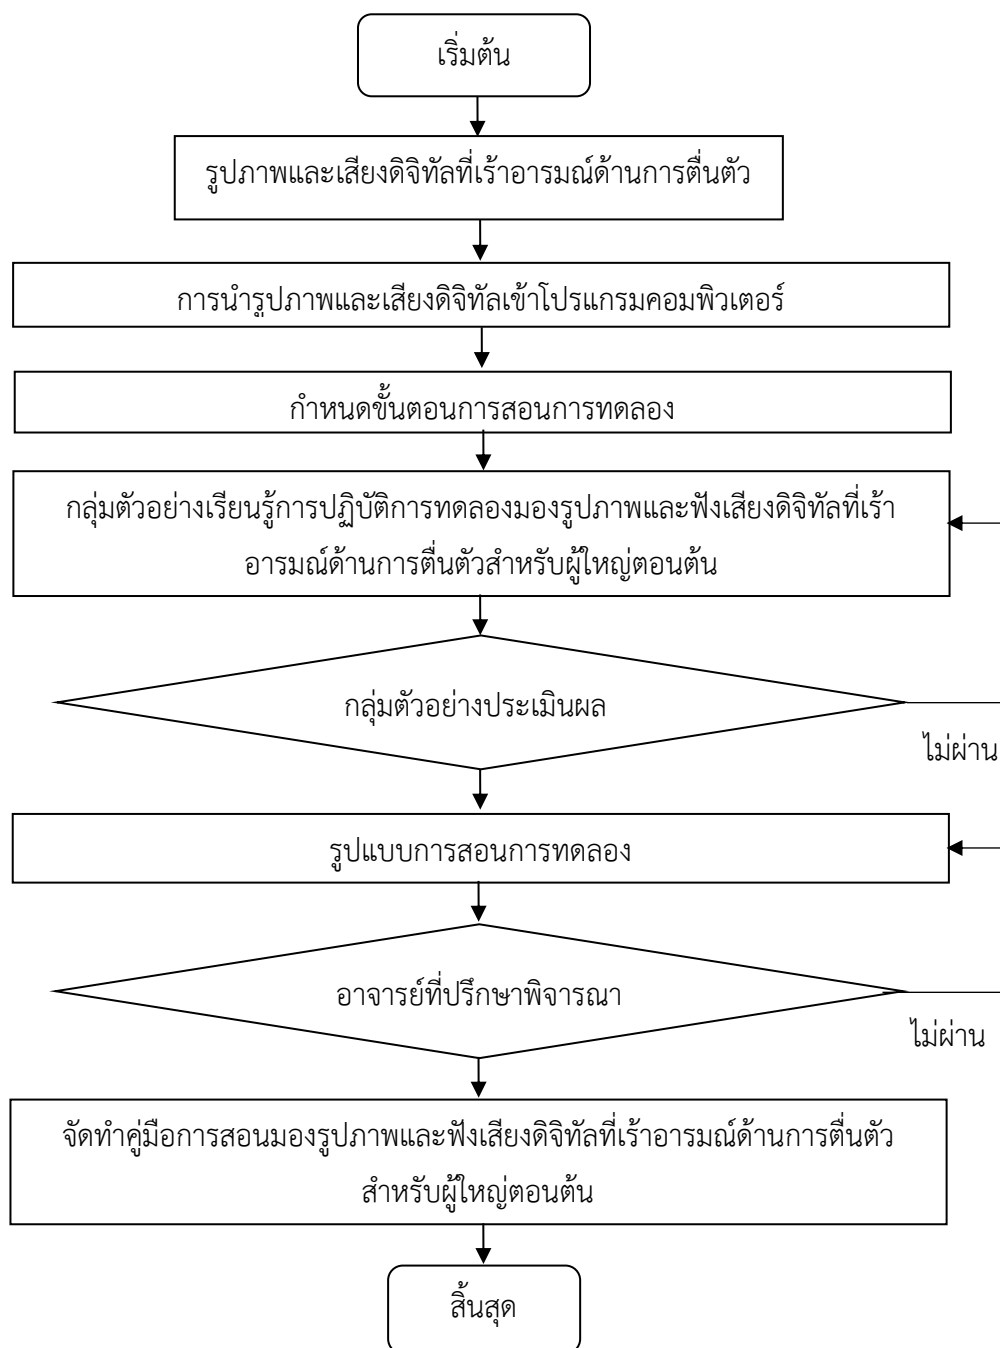 เริ่มต้น
รูปภาพและเสียงดิจิทัลที่เร้าอารมณ์ด้านการตื่นตัว
การนำรูปภาพและเสียงดิจิทัลเข้าโปรแกรมคอมพิวเตอร์
กำหนดขั้นตอนการสอนการทดลอง
กลุ่มตัวอย่างเรียนรู้การปฏิบัติการทดลองมองรูปภาพและฟังเสียงดิจิทัลที่เร้า
อารมณ์ด้านการตื่นตัวสำหรับผู้ใหญ่ตอนต้น
กลุ่มตัวอย่างประเมินผล
ไม่ผ่าน
รูปแบบการสอนการทดลอง
อาจารย์ที่ปรึกษาพิจารณา
ไม่ผ่าน
จัดทำคู่มือการสอนมองรูปภาพและฟังเสียงดิจิทัลที่เร้าอารมณ์ด้านการตื่นตัว
สำหรับผู้ใหญ่ตอนต้น
สิ้นสุด